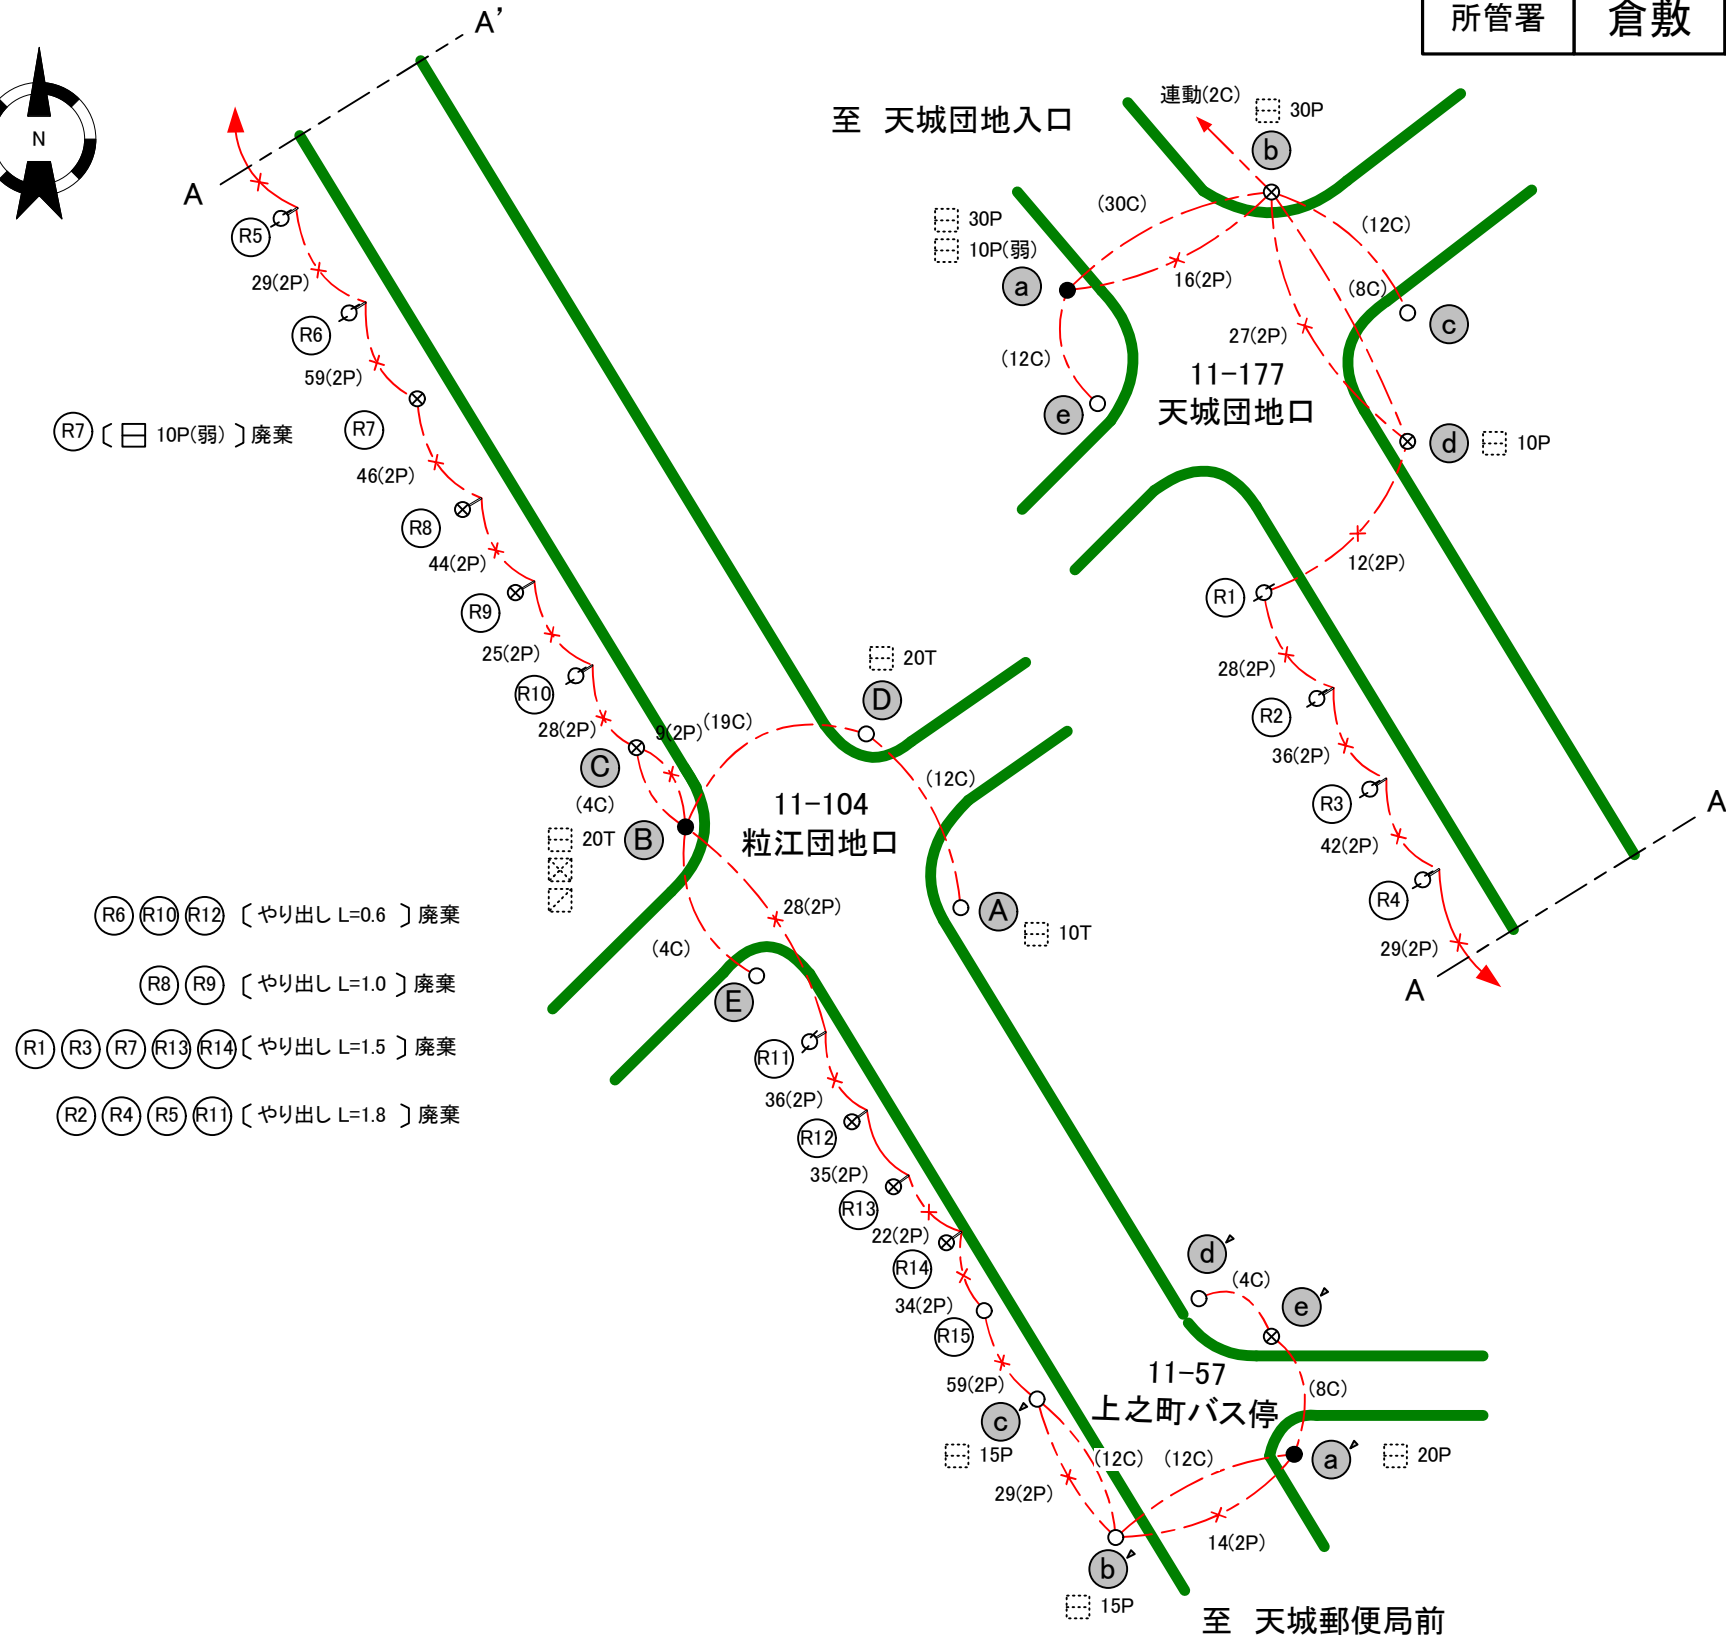 所管署 倉敷
A'
A
N
R5
29(2P)
R6
59(2P)
R7 〔 10P(弱) 〕廃棄
R7
46(2P)
R8
44(2P)
R9
25(2P)
R10
28(2P)
9(2P)
(19C)
C
(4C)
20T
B
20T
D
(12C)
11-104
粒江団地口
A
10T
28(2P)
(4C)
E
R6 R10 R12 〔 やり出し L=0.6 〕廃棄
R8 R9 〔 やり出し L=1.0 〕廃棄
R1 R3 R7 R13 R14 〔 やり出し L=1.5 〕廃棄
R2 R4 R5 R11 〔 やり出し L=1.8 〕廃棄
R11
36(2P)
R12
35(2P)
R13
22(2P)
R14
34(2P)
R15
59(2P)
c'
15P
29(2P)
(12C)
(12C)
b'
15P
14(2P)
a'
20P
(8C)
11-57
上之町バス停
d'
(4C)
e'
至 天城郵便局前
至 天城団地入口
連動(2C)
30P
b
(30C)
30P
10P(弱)
a
16(2P)
(12C)
(8C)
c
27(2P)
(12C)
e
11-177
天城団地口
d
10P
12(2P)
R1
28(2P)
R2
36(2P)
R3
42(2P)
R4
29(2P)
A
A